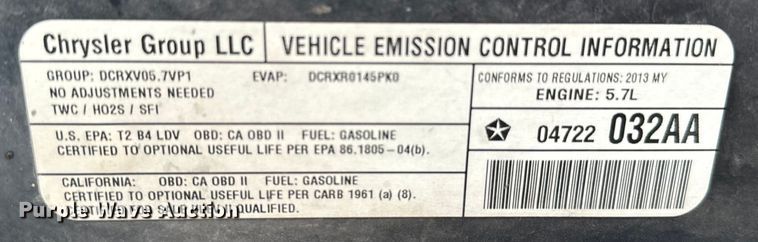 Chrysler Group LLC
VEHICLE EMISSION CONTROL INFORMATION
GROUP: DCRXV05.7VP1 EVAP: DCRXR0145PK0
NO ADJUSTMENTS NEEDED
TWC / HO2S / SFI
CONFORMS TO REGULATIONS: 2013 MY
ENGINE: 5.7L
U.S. EPA: T2 B4 LDV OBD: CA OBD II FUEL: GASOLINE
CERTIFIED TO OPTIONAL USEFUL LIFE PER EPA 86.1805-04(b).
04722 032AA
CALIFORNIA: OBD: CA OBD II FUEL: GASOLINE
CERTIFIED TO OPTIONAL USEFUL LIFE PER CARB 1961 (a) (8).
QUALIFIED.
Purple Wave Auction